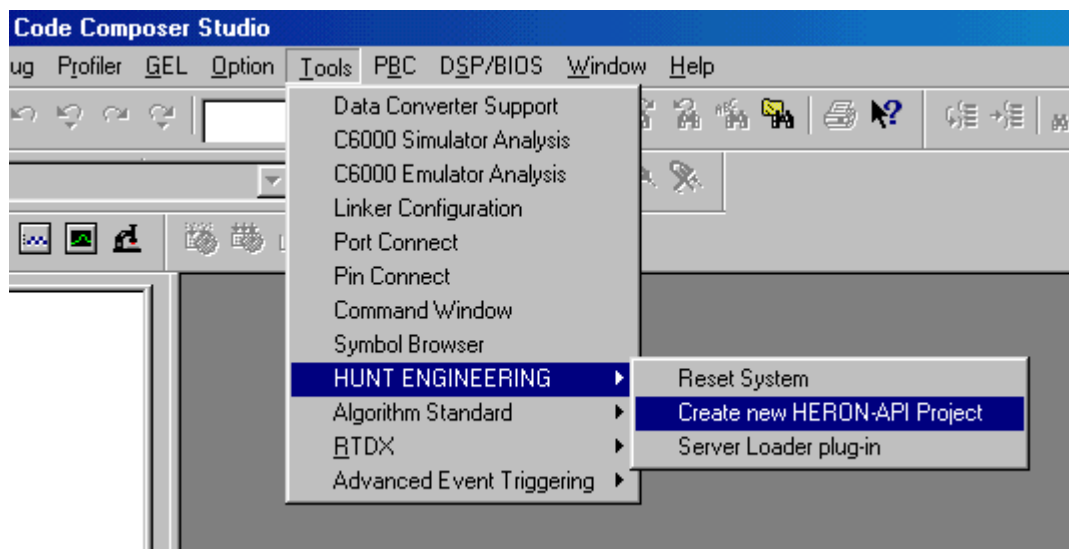 Code Composer Studio
ug Profiler GEL Option Tools PBC DSP/BIOS Window Help
Data Converter Support
C6000 Simulator Analysis
C6000 Emulator Analysis
Linker Configuration
Port Connect
Pin Connect
Command Window
Symbol Browser
HUNT ENGINEERING
Algorithm Standard
RTDX
Advanced Event Triggering
Reset System
Create new HERON-API Project
Server Loader plug-in